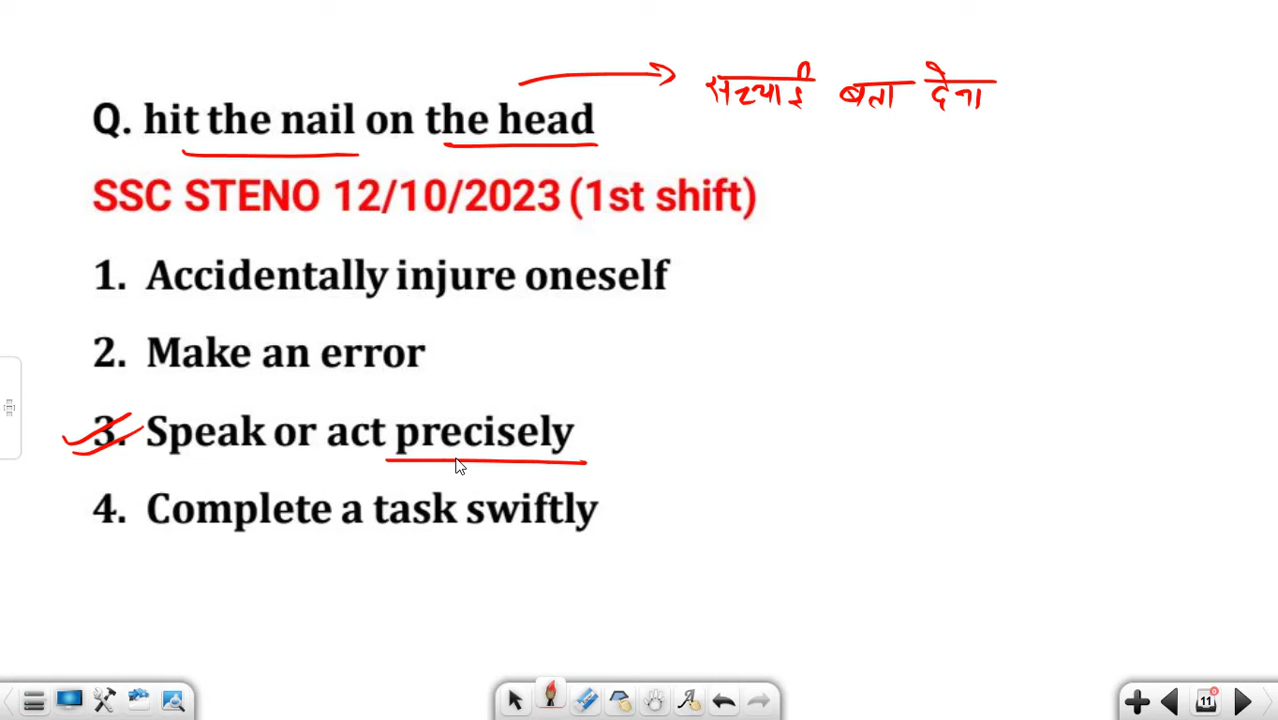 सच्चाई बता देना
Q. hit the nail on the head
SSC STENO 12/10/2023 (1st shift)
1. Accidentally injure oneself
2. Make an error
3. Speak or act precisely
4. Complete a task swiftly
11